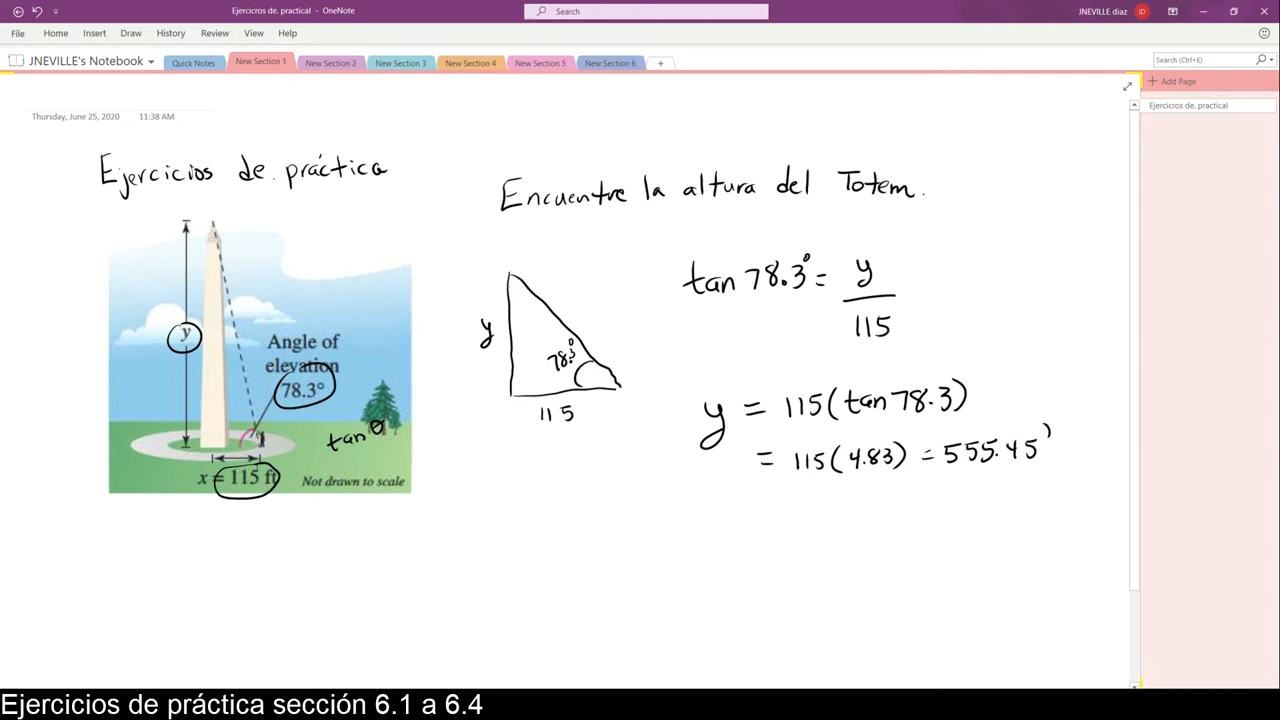 Ejercicros de. practical - OneNote
Search
JNEVILLE diaz
JD
File Home Insert Draw History Review View Help
JNEVILLE's Notebook
Quick Notes New Section 1 New Section 2 New Section 3 New Section 4 New Section 5 New Section 6 +
Search (Ctrl+E)
Add Page
Ejercicros de. practical
Thursday, June 25, 2020 11:38 AM
Ejercicios de. práctica
Encuentre la altura del Totem.
y
Angle of
elevation
78.3°
tan θ
x = 115 ft
Not drawn to scale
y
78.3°
115
tan 78.3° = y
115
y = 115(tan 78.3)
= 115(4.83) = 555.45'
Ejercicios de práctica sección 6.1 a 6.4